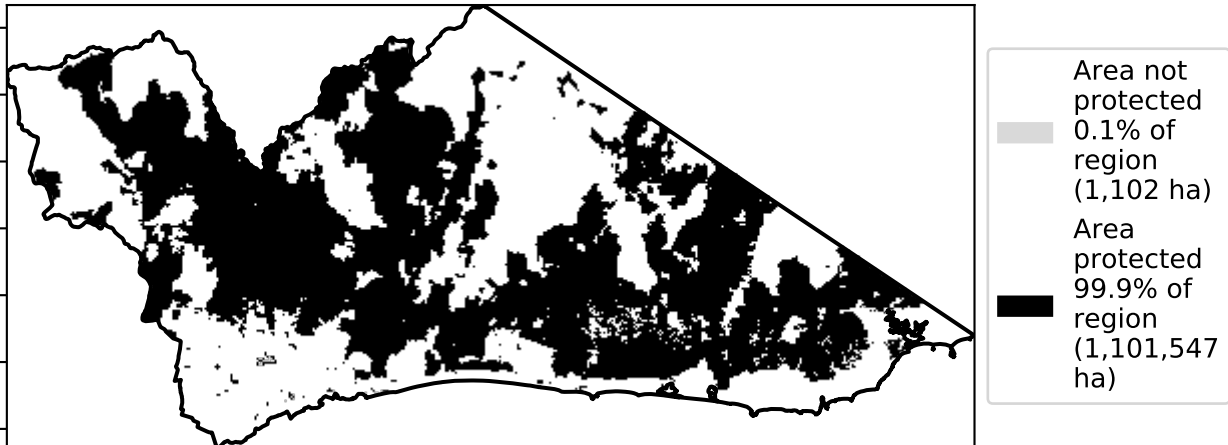 Area not
protected
0.1% of
region
(1,102 ha)
Area
protected
99.9% of
region
(1,101,547
ha)